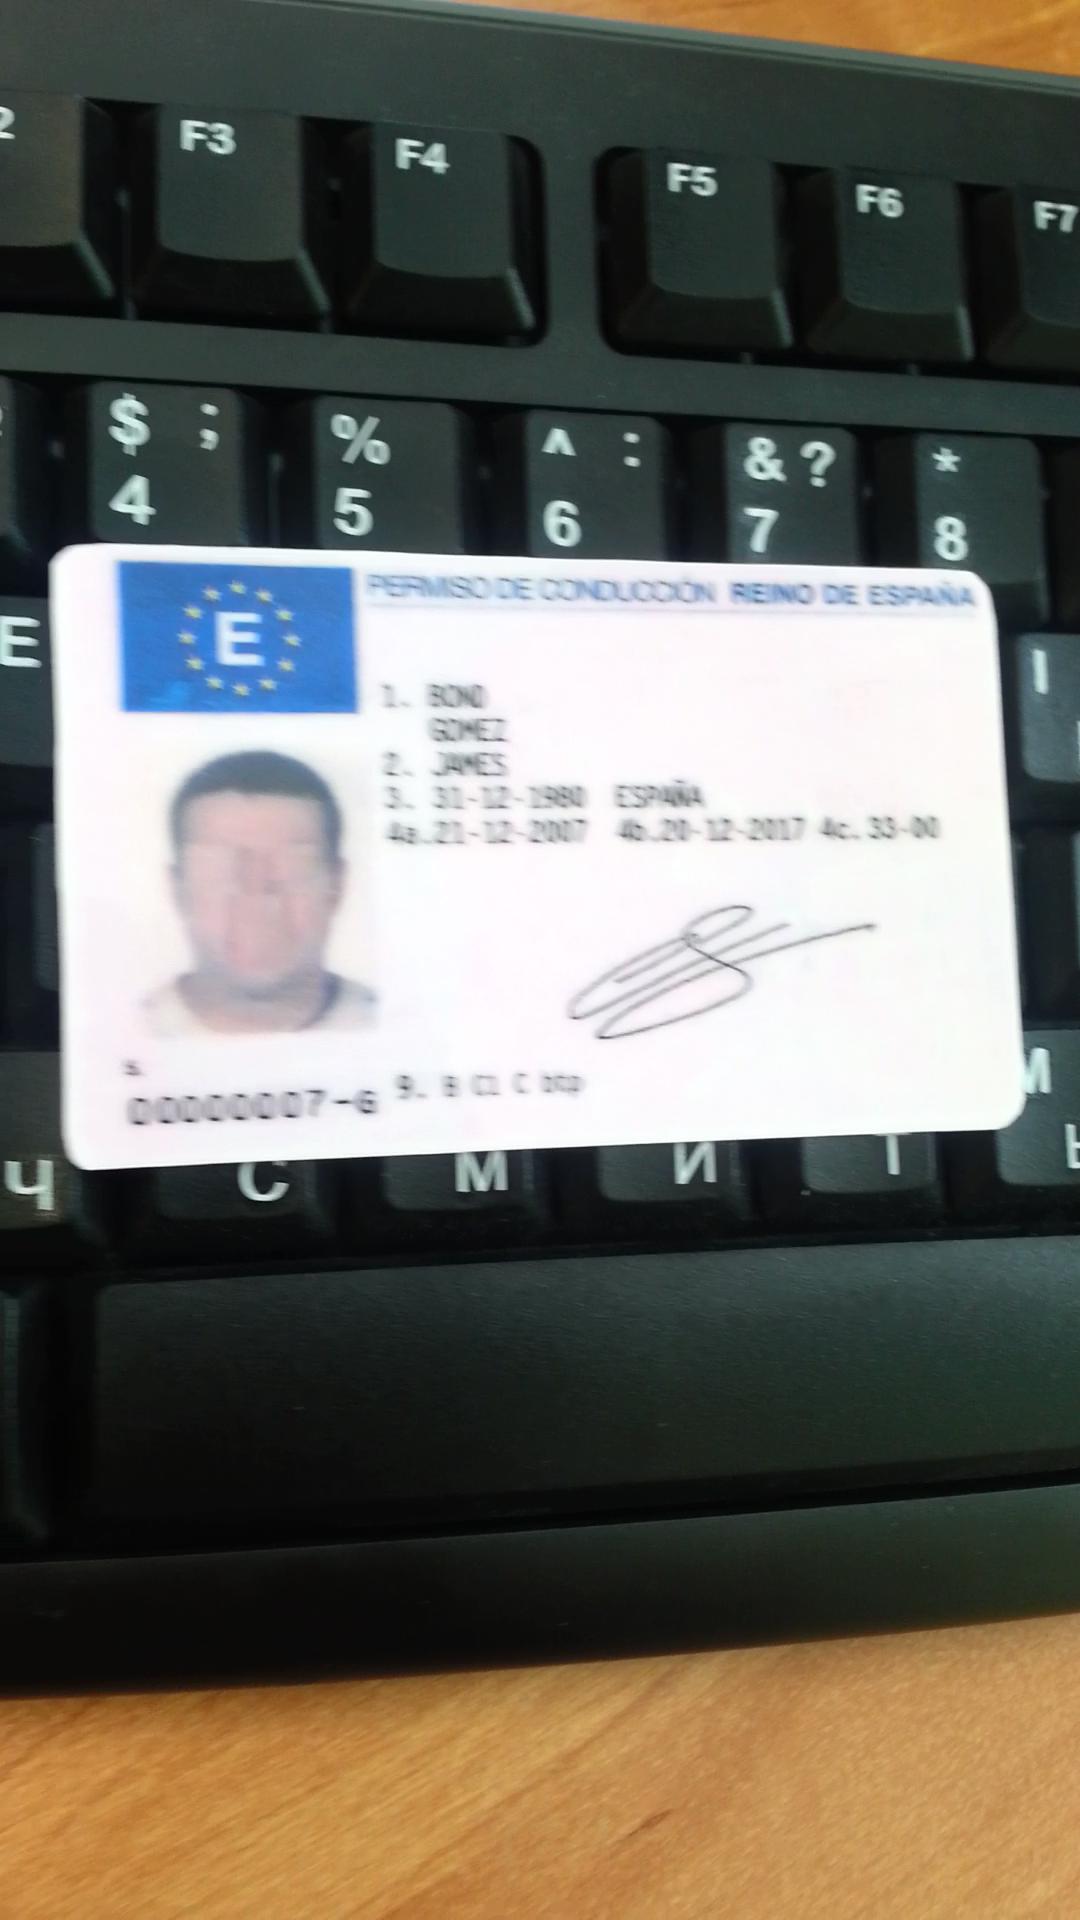 2 F3 F4 F5 F6 F7
$ ; % ^ : & ? *
4 5 6 7 8
E
PERMISO DE CONDUCCIÓN REINO DE ESPAÑA
E
I
1. BOND
GOMEZ
2. JAMES
3. 31-12-1980 ESPAÑA
4a.21-12-2007 4b.20-12-2017 4c.33-00
5.
00000007-G 9. B C1 C btp
M
Ч С М И Т Ь